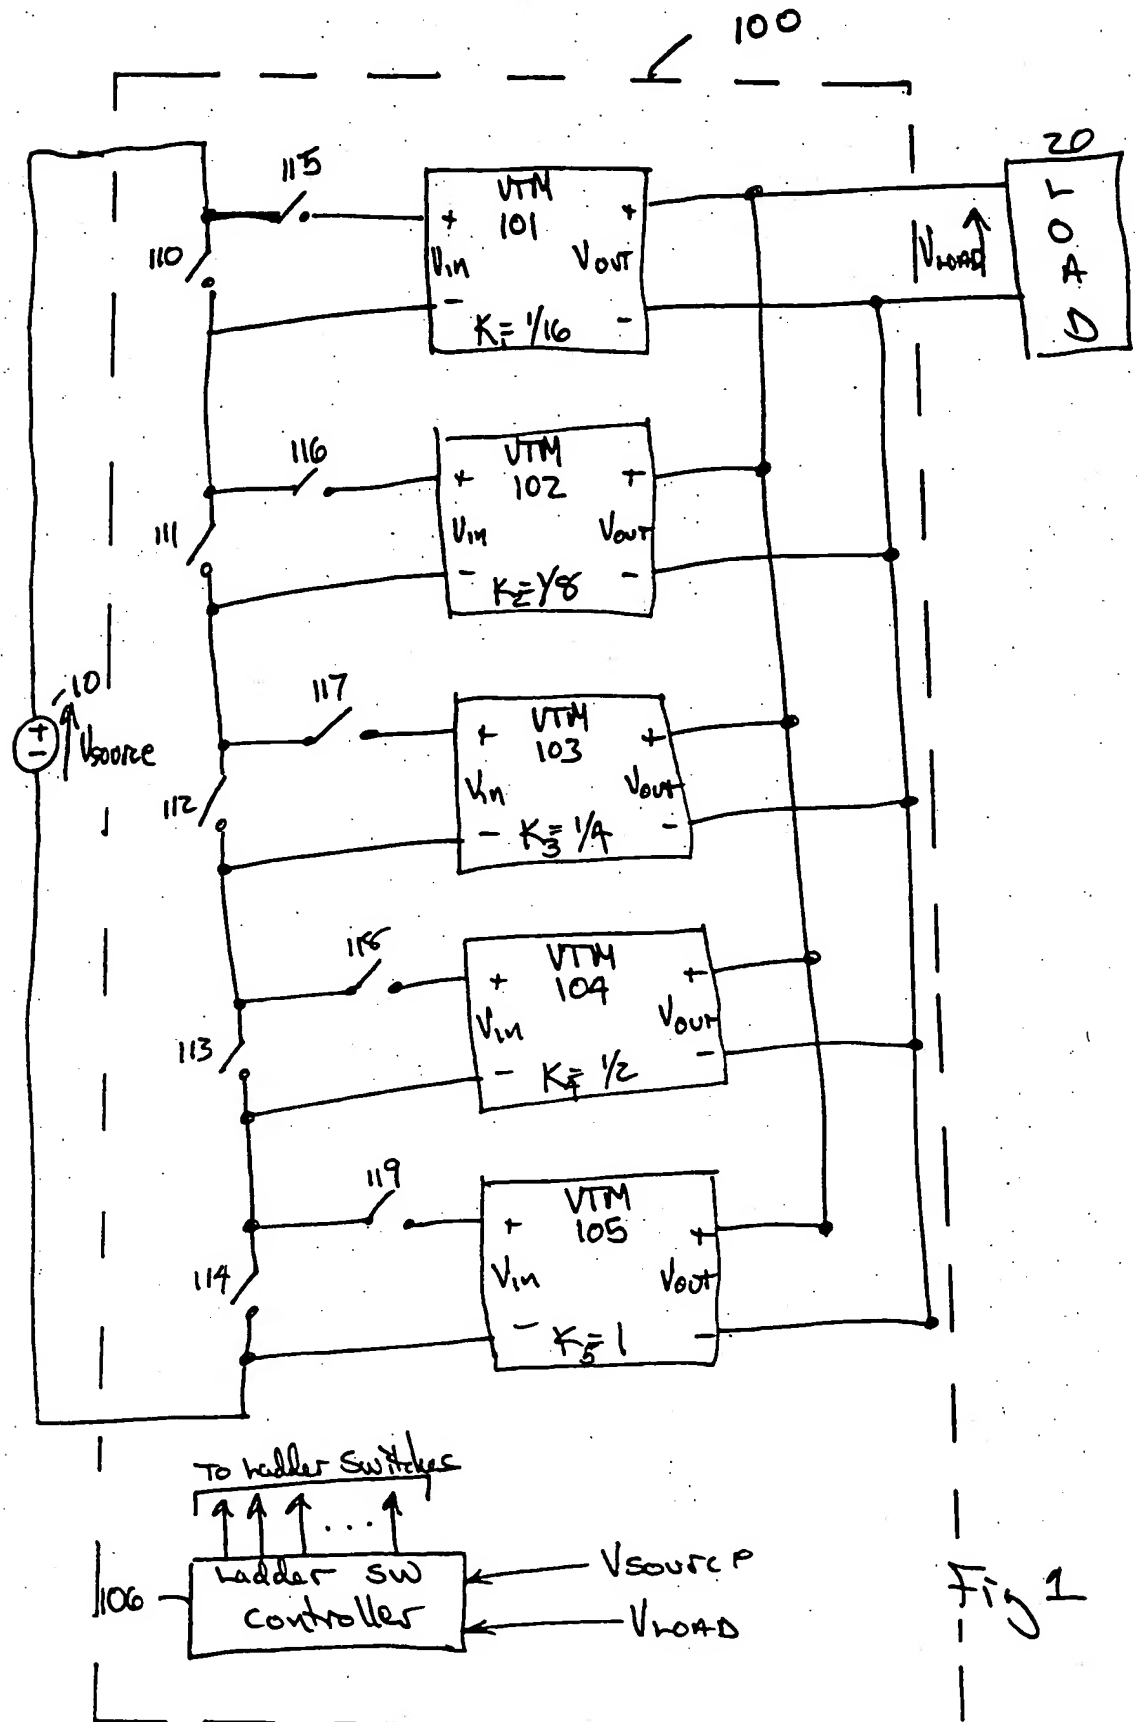 100
20
LOAD
VLOAD
115
110
VTM
101
+
+
Vin
VOUT
-
-
K1= 1/16
116
111
VTM
102
+
+
Vin
VOUT
-
-
K2= 1/8
10
+
-
Vsource
117
112
VTM
103
+
+
Vin
VOUT
-
-
K3= 1/4
118
113
VTM
104
+
+
Vin
VOUT
-
-
K4= 1/2
119
114
VTM
105
+
+
Vin
VOUT
-
-
K5= 1
To Ladder Switches
...
106
Ladder SW
Controller
Vsource
VLOAD
Fig 1